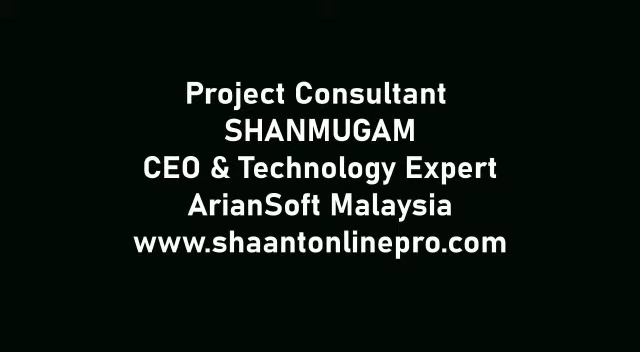 Project Consultant
SHANMUGAM
CEO & Technology Expert
ArianSoft Malaysia
www.shaantonlinepro.com